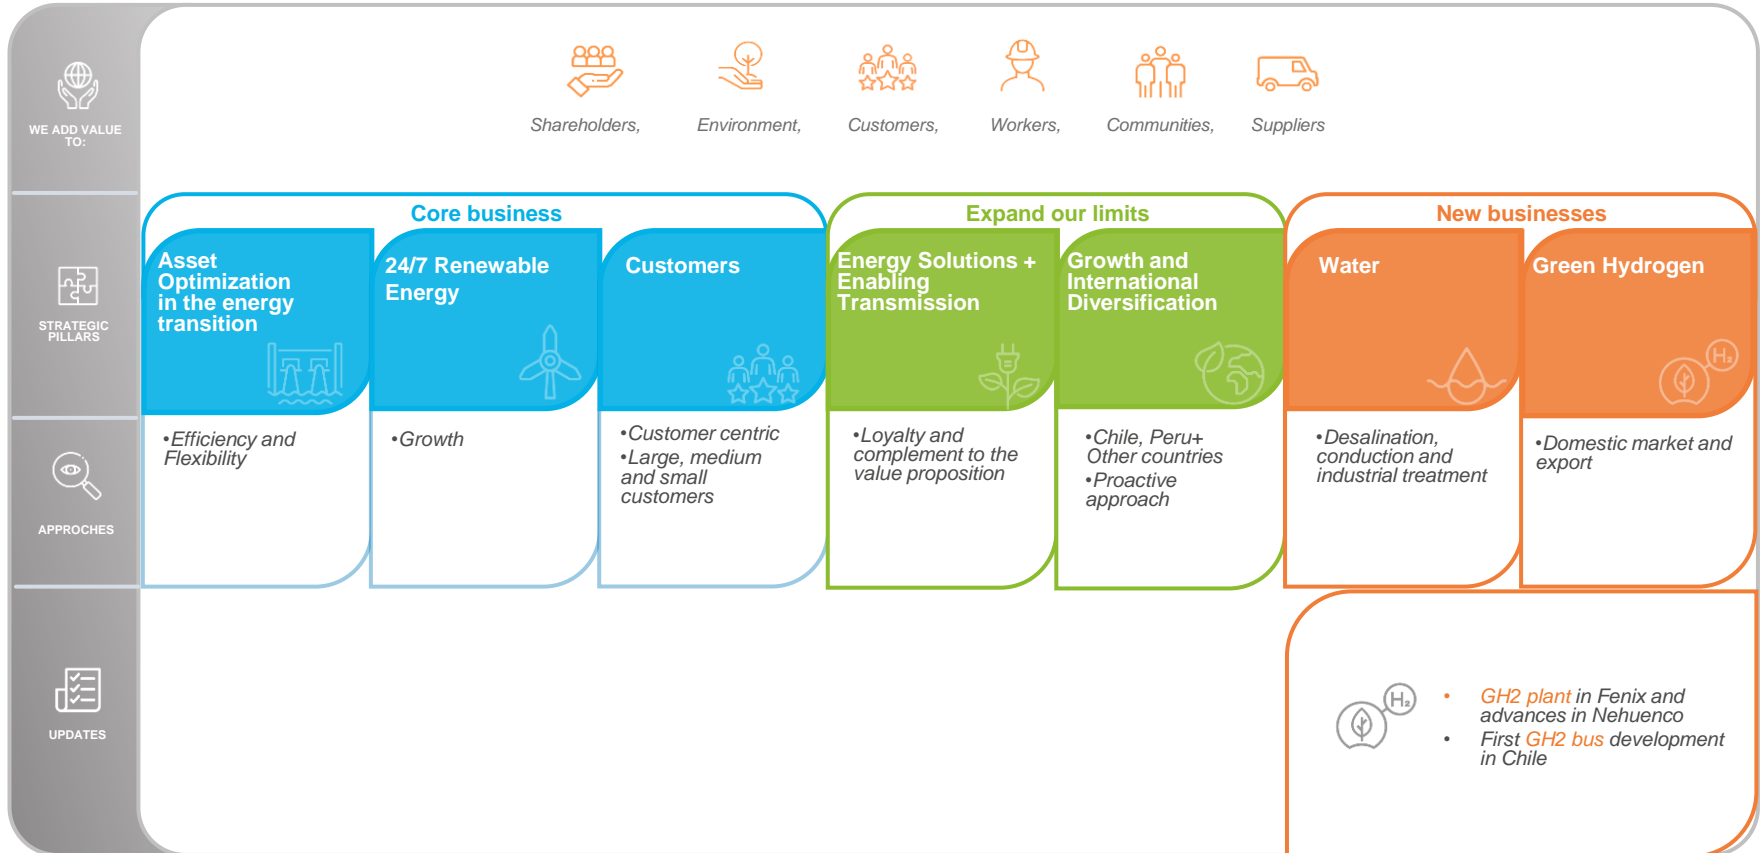 WE ADD VALUE
TO:
Shareholders,
Environment,
Customers,
Workers,
Communities,
Suppliers
STRATEGIC
PILLARS
Core business
Asset
Optimization
in the energy
transition
24/7 Renewable
Energy
Customers
Expand our limits
Energy Solutions +
Enabling
Transmission
Growth and
International
Diversification
New businesses
Water
Green Hydrogen
H₂
APPROCHES
•Efficiency and
Flexibility
•Growth
•Customer centric
•Large, medium
and small
customers
•Loyalty and
complement to the
value proposition
•Chile, Peru+
Other countries
•Proactive
approach
•Desalination,
conduction and
industrial treatment
•Domestic market and
export
UPDATES
H₂
• GH2 plant in Fenix and
advances in Nehuenco
• First GH2 bus development
in Chile